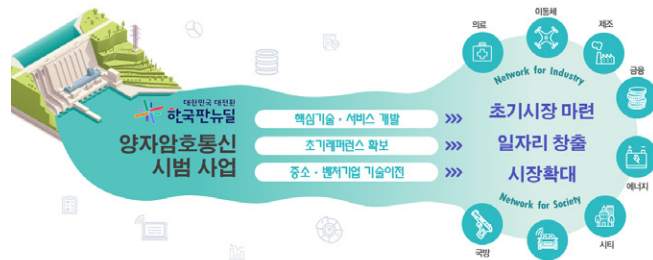 대한민국 대전환
한국판뉴딜
양자암호통신
시범 사업
핵심기술 · 서비스 개발
초기레퍼런스 확보
중소 · 벤처기업 기술이전
>>>
>>>
>>>
초기시장 마련
일자리 창출
시장확대
Network for Industry
Network for Society
의료
이동체
제조
금융
에너지
시티
국방